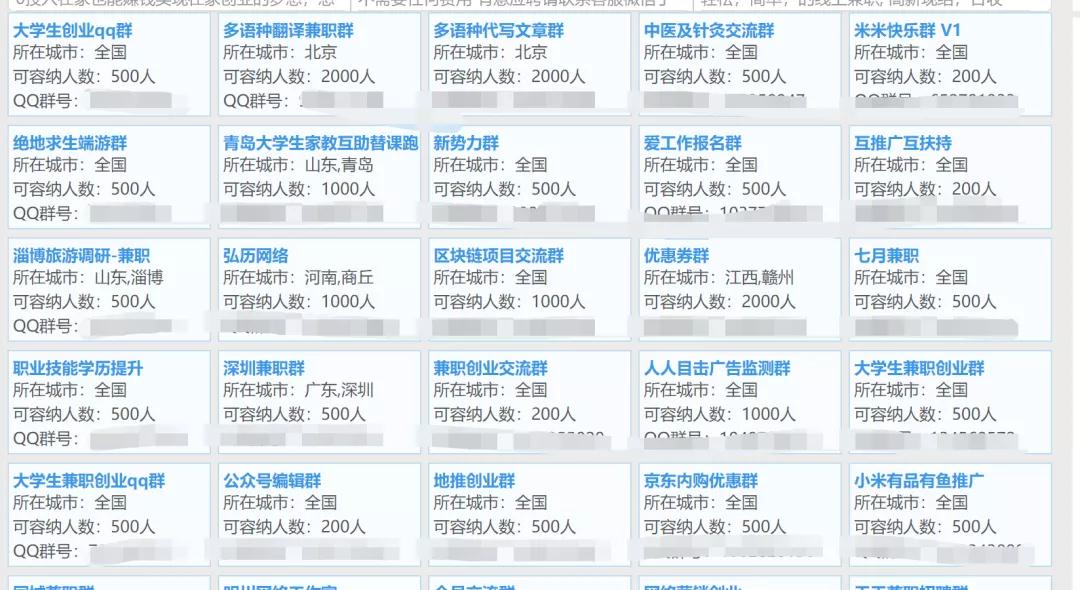 大学生创业qq群
所在城市：全国
可容纳人数：500人
QQ群号：
多语种翻译兼职群
所在城市：北京
可容纳人数：2000人
QQ群号：
多语种代写文章群
所在城市：北京
可容纳人数：2000人
中医及针灸交流群
所在城市：全国
可容纳人数：500人
米米快乐群 V1
所在城市：全国
可容纳人数：200人
绝地求生端游群
所在城市：全国
可容纳人数：500人
QQ群号：
青岛大学生家教互助替课跑
所在城市：山东,青岛
可容纳人数：1000人
新势力群
所在城市：全国
可容纳人数：500人
爱工作报名群
所在城市：全国
可容纳人数：500人
QQ群号：
互推广互扶持
所在城市：全国
可容纳人数：200人
淄博旅游调研-兼职
所在城市：山东,淄博
可容纳人数：500人
QQ群号：
弘历网络
所在城市：河南,商丘
可容纳人数：1000人
区块链项目交流群
所在城市：全国
可容纳人数：1000人
优惠券群
所在城市：江西,赣州
可容纳人数：2000人
七月兼职
所在城市：全国
可容纳人数：500人
职业技能学历提升
所在城市：全国
可容纳人数：500人
QQ群号：
深圳兼职群
所在城市：广东,深圳
可容纳人数：500人
兼职创业交流群
所在城市：全国
可容纳人数：200人
人人目击广告监测群
所在城市：全国
可容纳人数：1000人
QQ群号：
大学生兼职创业群
所在城市：全国
可容纳人数：500人
大学生兼职创业qq群
所在城市：全国
可容纳人数：500人
QQ群号：
公众号编辑群
所在城市：全国
可容纳人数：200人
地推创业群
所在城市：全国
可容纳人数：500人
京东内购优惠群
所在城市：全国
可容纳人数：500人
小米有品有鱼推广
所在城市：全国
可容纳人数：500人